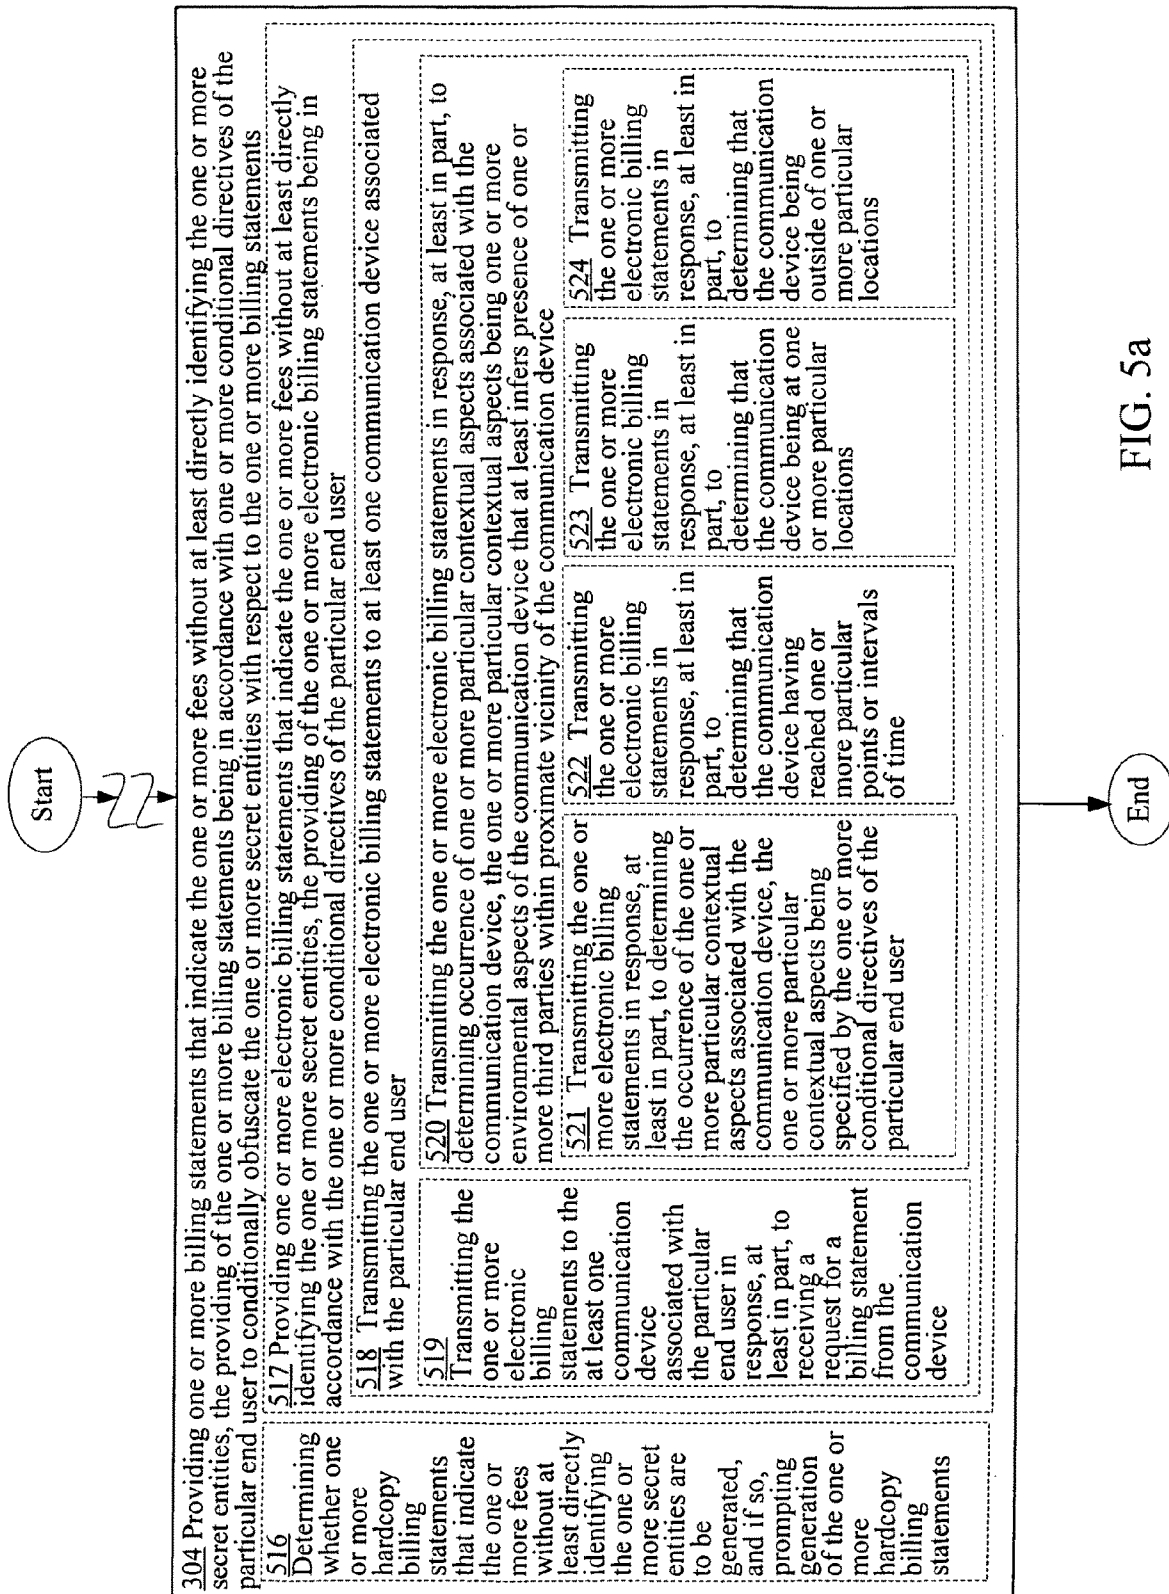 Start
304 Providing one or more billing statements that indicate the one or more fees without at least directly identifying the one or more
secret entities, the providing of the one or more billing statements being in accordance with one or more conditional directives of the
particular end user to conditionally obfuscate the one or more secret entities with respect to the one or more billing statements
516
Determining
whether one
or more
hardcopy
billing
statements
that indicate
the one or
more fees
without at
least directly
identifying
the one or
more secret
entities are
to be
generated,
and if so,
prompting
generation
of the one or
more
hardcopy
billing
statements
517 Providing one or more electronic billing statements that indicate the one or more fees without at least directly
identifying the one or more secret entities, the providing of the one or more electronic billing statements being in
accordance with the one or more conditional directives of the particular end user
518 Transmitting the one or more electronic billing statements to at least one communication device associated
with the particular end user
519
Transmitting the
one or more
electronic
billing
statements to the
at least one
communication
device
associated with
the particular
end user in
response, at
least in part, to
receiving a
request for a
billing statement
from the
communication
device
520 Transmitting the one or more electronic billing statements in response, at least in part, to
determining occurrence of one or more particular contextual aspects associated with the
communication device, the one or more particular contextual aspects being one or more
environmental aspects of the communication device that at least infers presence of one or
more third parties within proximate vicinity of the communication device
521 Transmitting the one or
more electronic billing
statements in response, at
least in part, to determining
the occurrence of the one or
more particular contextual
aspects associated with the
communication device, the
one or more particular
contextual aspects being
specified by the one or more
conditional directives of the
particular end user
522 Transmitting
the one or more
electronic billing
statements in
response, at least in
part, to
determining that
the communication
device having
reached one or
more particular
points or intervals
of time
523 Transmitting
the one or more
electronic billing
statements in
response, at least in
part, to
determining that
the communication
device being at one
or more particular
locations
524 Transmitting
the one or more
electronic billing
statements in
response, at least in
part, to
determining that
the communication
device being
outside of one or
more particular
locations
End
FIG. 5a